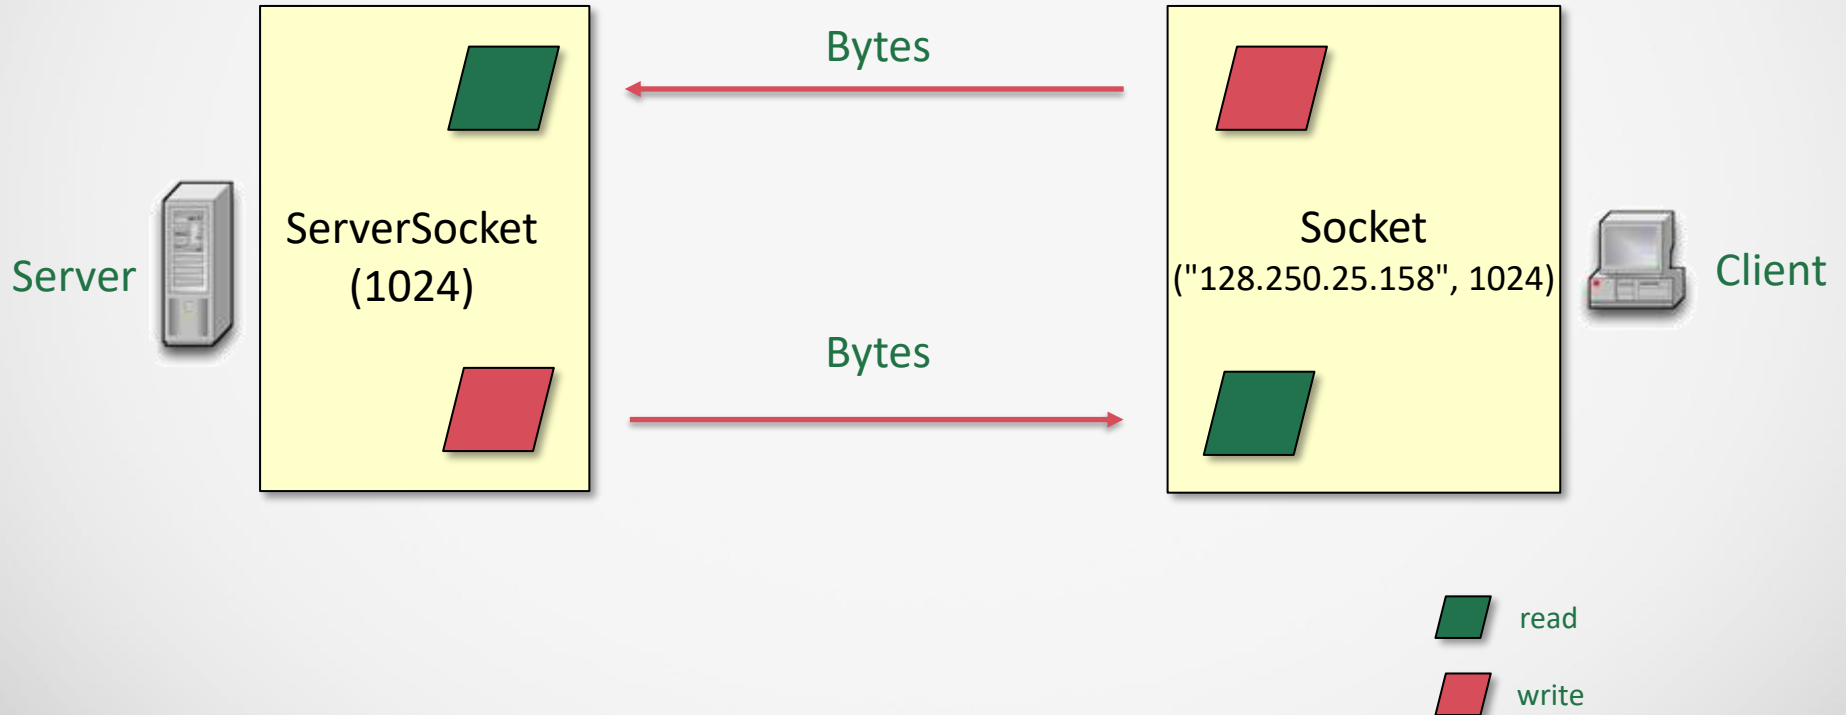 Bytes
ServerSocket
(1024)
Server
Socket
("128.250.25.158", 1024)
Client
Bytes
read
write